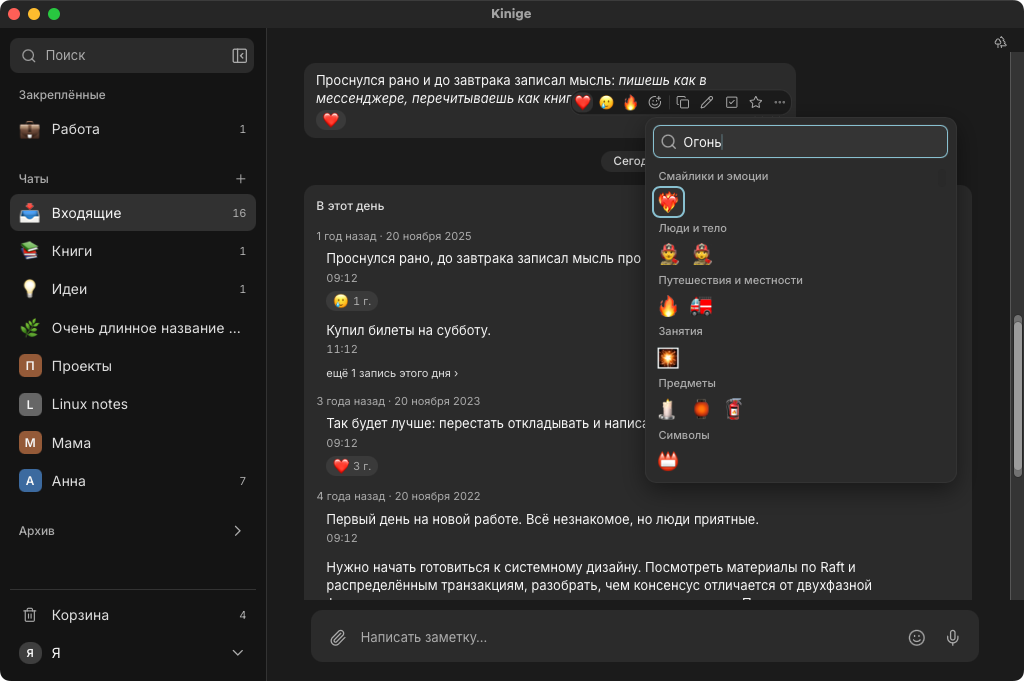 Kinige
Поиск
Закреплённые
Работа 1
Чаты
Входящие 16
Книги 1
Идеи 1
Очень длинное название ...
П Проекты
L Linux notes
М Мама
А Анна 7
Архив
Корзина 4
Я Я
Проснулся рано и до завтрака записал мысль: пишешь как в
мессенджере, перечитываешь как книг
Огонь
Смайлики и эмоции
Люди и тело
Путешествия и местности
Занятия
Предметы
Символы
В этот день
1 год назад · 20 ноября 2025
Проснулся рано, до завтрака записал мысль про
09:12
1 г.
Купил билеты на субботу.
11:12
ещё 1 запись этого дня ›
3 года назад · 20 ноября 2023
Так будет лучше: перестать откладывать и
09:12
3 г.
4 года назад · 20 ноября 2022
Первый день на новой работе. Всё незнакомое, но люди приятные.
09:12
Нужно начать готовиться к системному дизайну. Посмотреть материалы по Raft и
распределённым транзакциям, разобрать, чем консенсус отличается от двухфазной
Написать заметку...